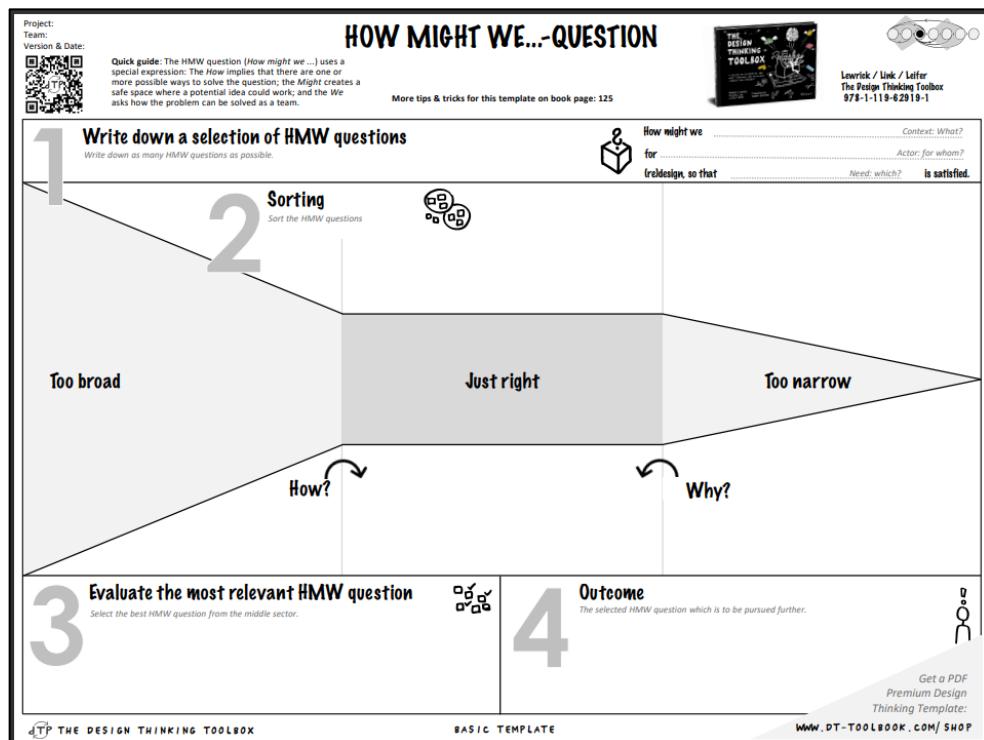 Project:
Team:
Version & Date:
HOW MIGHT WE...-QUESTION
Quick guide: The HMW question (How might we ...) uses a
special expression: The How implies that there are one or
more possible ways to solve the question; the Might creates a
safe space where a potential idea could work; and the We
asks how the problem can be solved as a team.
More tips & tricks for this template on book page: 125
THE
DESIGN
THINKING
TOOLBOX
Lewrick / Link / Leifer
The Design Thinking Toolbox
978-1-119-62919-1
1
Write down a selection of HMW questions
Write down as many HMW questions as possible.
How might we Context: What?
for Actor: for whom?
(re)design, so that Need: which? is satisfied.
2
Sorting
Sort the HMW questions
Too broad
Just right
Too narrow
How?
Why?
3
Evaluate the most relevant HMW question
Select the best HMW question from the middle sector.
4
Outcome
The selected HMW question which is to be pursued further.
Get a PDF
Premium Design
Thinking Template:
WWW.DT-TOOLBOOK.COM/SHOP
dTP THE DESIGN THINKING TOOLBOX
BASIC TEMPLATE